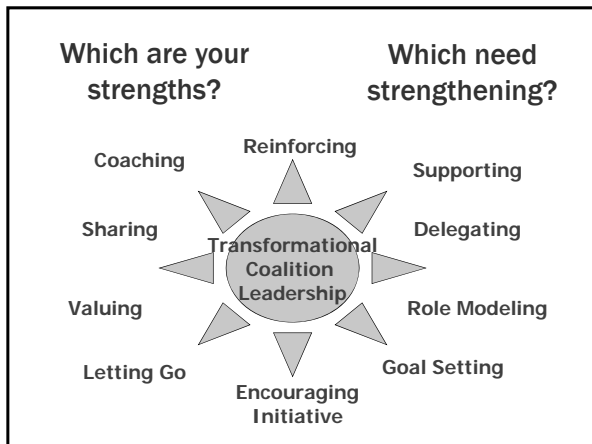 Which are your
strengths?
Which need
strengthening?
Reinforcing
Coaching
Supporting
Sharing
Delegating
Transformational
Coalition
Leadership
Valuing
Role Modeling
Letting Go
Goal Setting
Encouraging
Initiative